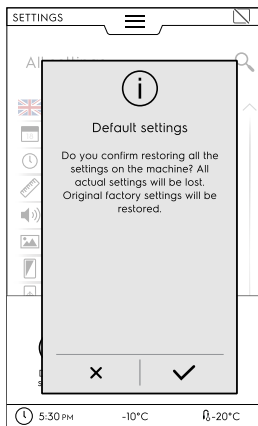 SETTINGS
Default settings
Do you confirm restoring all the
settings on the machine? All
actual settings will be lost.
Original factory settings will be
restored.
5:30 PM -10°C -20°C